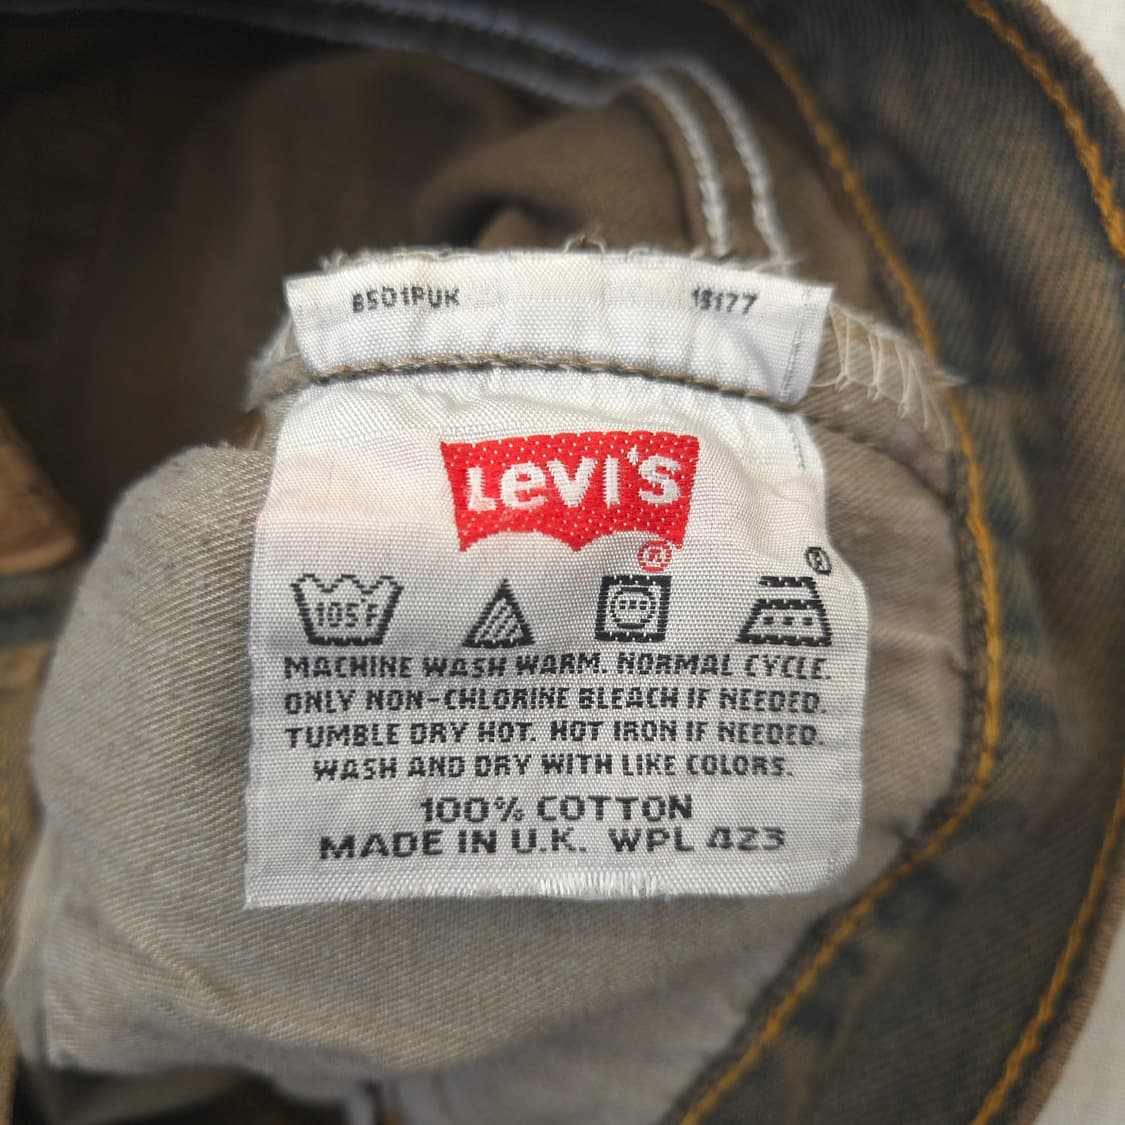 8501PUK 15177
LEVI'S®
®
105°F
MACHINE WASH WARM. NORMAL CYCLE.
ONLY NON-CHLORINE BLEACH IF NEEDED.
TUMBLE DRY HOT. HOT IRON IF NEEDED.
WASH AND DRY WITH LIKE COLORS.
100% COTTON
MADE IN U.K. WPL 423